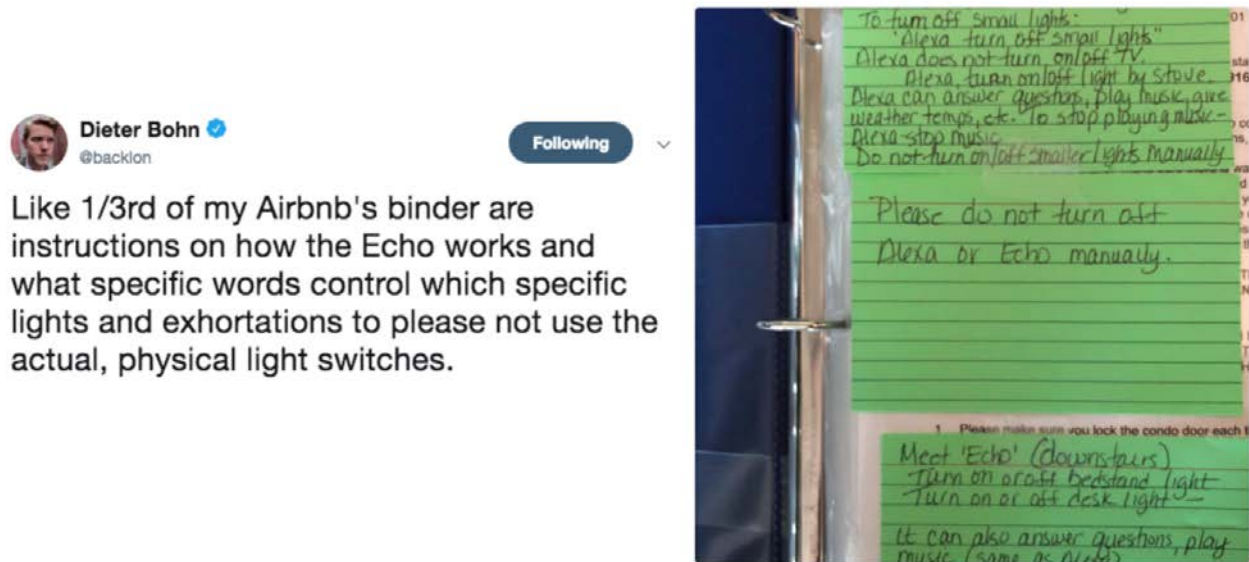 Dieter Bohn
@backlon
Following
Like 1/3rd of my Airbnb's binder are
instructions on how the Echo works and
what specific words control which specific
lights and exhortations to please not use the
actual, physical light switches.
To turn off small lights:
"Alexa turn off small lights"
Alexa does not turn on/off TV.
Alexa, turn on/off light by stove.
Alexa can answer questions, play music, give
weather temps, etc. To stop playing music-
Alexa stop music
Do not turn on/off smaller lights manually
Please do not turn off
Alexa or Echo manually.
1. Please make sure you lock the condo door each
Meet 'Echo' (downstairs)
Turn on or off bedstand light
Turn on or off desk light -
It can also answer questions, play
music (same as Alexa)